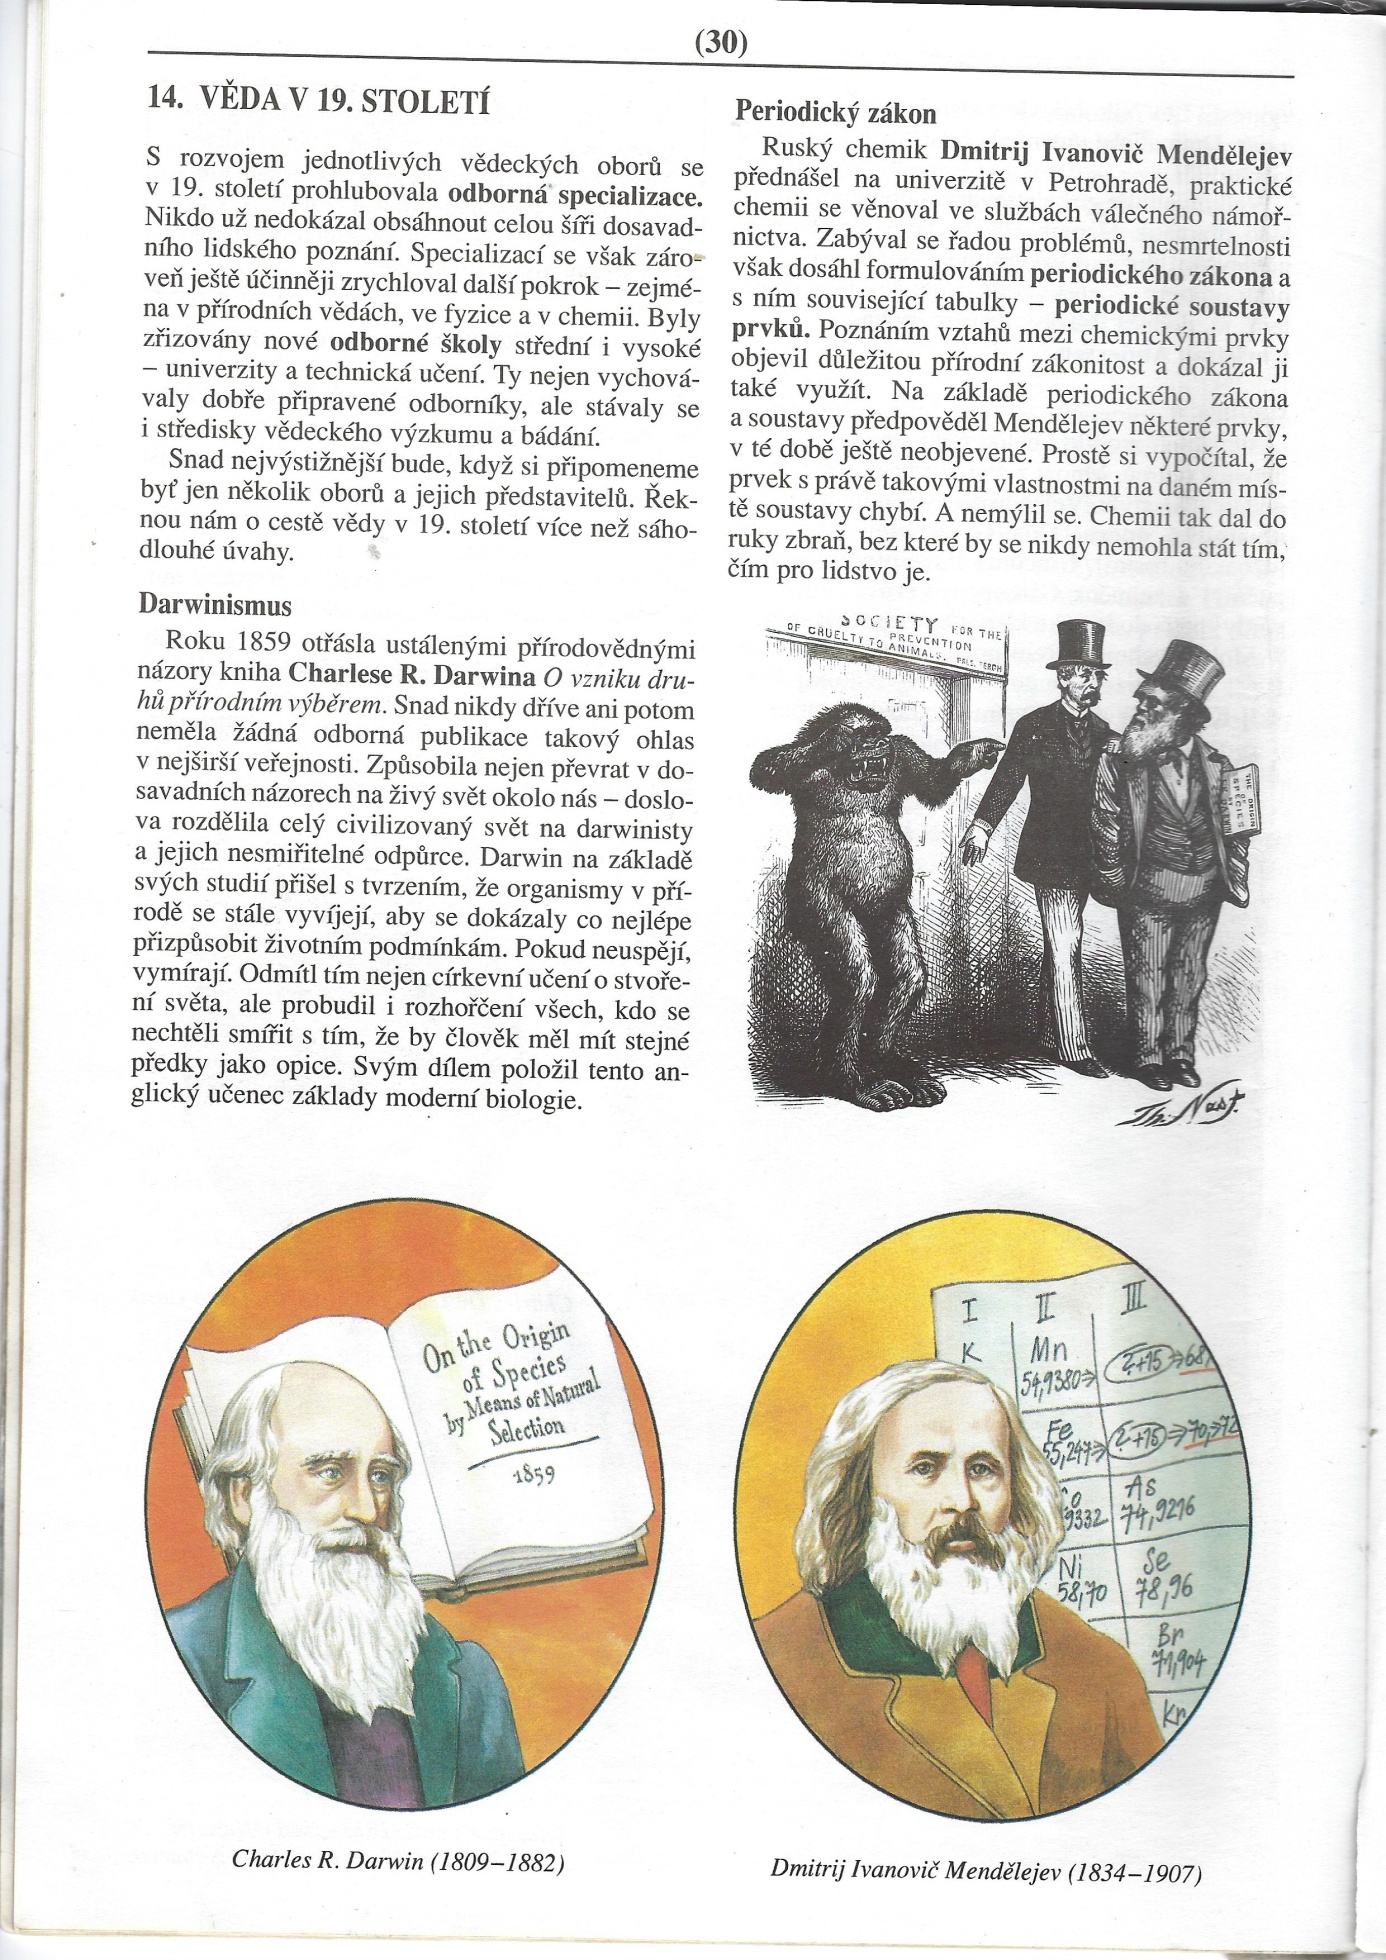 (30)
14. VĚDA V 19. STOLETÍ
S rozvojem jednotlivých vědeckých oborů se
v 19. století prohlubovala odborná specializace.
Nikdo už nedokázal obsáhnout celou šíři dosavad-
ního lidského poznání. Specializací se však záro-
veň ještě účinněji zrychloval další pokrok – zejmé-
na v přírodních vědách, ve fyzice a v chemii. Byly
zřizovány nové odborné školy střední i vysoké
– univerzity a technická učení. Ty nejen vychová-
valy dobře připravené odborníky, ale stávaly se
i středisky vědeckého výzkumu a bádání.
Snad nejvýstižnější bude, když si připomeneme
byť jen několik oborů a jejich představitelů. Řek-
nou nám o cestě vědy v 19. století více než sáho-
dlouhé úvahy.
Darwinismus
Roku 1859 otřásla ustálenými přírodovědnými
názory kniha Charlese R. Darwina O vzniku dru-
hů přírodním výběrem. Snad nikdy dříve ani potom
neměla žádná odborná publikace takový ohlas
v nejširší veřejnosti. Způsobila nejen převrat v do-
savadních názorech na živý svět okolo nás – doslo-
va rozdělila celý civilizovaný svět na darwinisty
a jejich nesmiřitelné odpůrce. Darwin na základě
svých studií přišel s tvrzením, že organismy v pří-
rodě se stále vyvíjejí, aby se dokázaly co nejlépe
přizpůsobit životním podmínkám. Pokud neuspějí,
vymírají. Odmítl tím nejen církevní učení o stvoře-
ní světa, ale probudil i rozhořčení všech, kdo se
nechtěli smířit s tím, že by člověk měl mít stejné
předky jako opice. Svým dílem položil tento an-
glický učenec základy moderní biologie.
Periodický zákon
Ruský chemik Dmitrij Ivanovič Mendělejev
přednášel na univerzitě v Petrohradě, praktické
chemii se věnoval ve službách válečného námoř-
nictva. Zabýval se řadou problémů, nesmrtelnosti
však dosáhl formulováním periodického zákona a
s ním související tabulky – periodické soustavy
prvků. Poznáním vztahů mezi chemickými prvky
objevil důležitou přírodní zákonitost a dokázal ji
také využít. Na základě periodického zákona
a soustavy předpověděl Mendělejev některé prvky,
v té době ještě neobjevené. Prostě si vypočítal, že
prvek s právě takovými vlastnostmi na daném mís-
tě soustavy chybí. A nemýlil se. Chemii tak dal do
ruky zbraň, bez které by se nikdy nemohla stát tím,
čím pro lidstvo je.
SOCIETY FOR THE
PREVENTION
OF CRUELTY TO ANIMALS.
THE ORIGIN
OF
SPECIES
Th. Nast.
On the Origin
of Species
by Means of Natural
Selection
1859
I II III
K Mn
54,9380⇒ 68,
Fe
55,247⇒ ⇒70,⇒72
9332
As
74,9216
Ni
58,70
Se
78,96
Br
71,904
Kr
Charles R. Darwin (1809–1882)
Dmitrij Ivanovič Mendělejev (1834–1907)